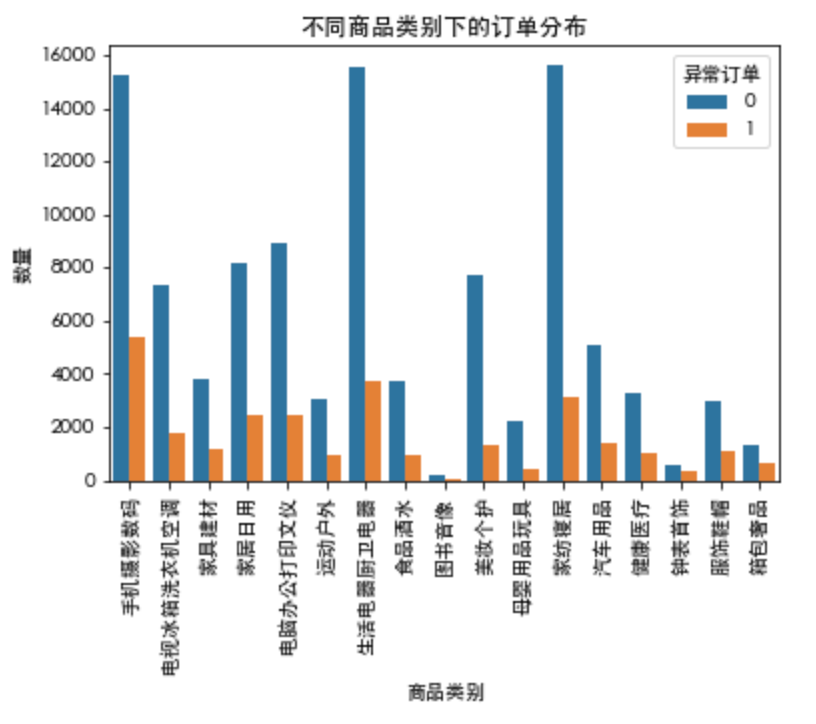 不同商品类别下的订单分布
异常订单
0
1
数量
16000
14000
12000
10000
8000
6000
4000
2000
0
手机摄影数码
电视冰箱洗衣机空调
家具建材
家居日用
电脑办公打印文仪
运动户外
生活电器厨卫电器
食品酒水
图书音像
美妆个护
母婴用品玩具
家纺寝居
汽车用品
健康医疗
钟表首饰
服饰鞋帽
箱包奢品
商品类别